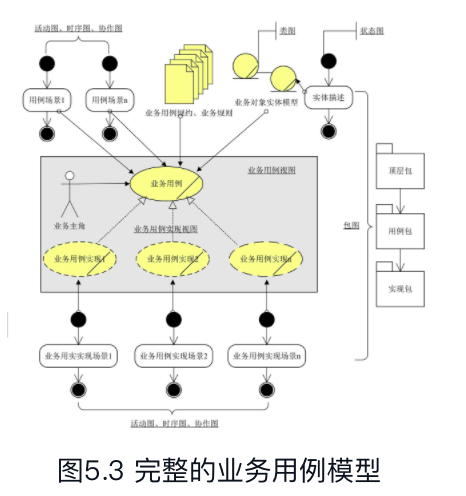 活动图、时序图、协作图
类图
状态图
用例场景1
用例场景n
业务用例规约、业务规则
业务对象实体模型
实体描述
业务用例视图
业务用例
业务主角
业务用例实现视图
业务用例实现1
业务用例实现2
业务用例实现n
包图
顶层包
用例包
实现包
业务用实实现场景1
业务用例实现场景2
业务用例实现场景n
活动图、时序图、协作图
图5.3 完整的业务用例模型